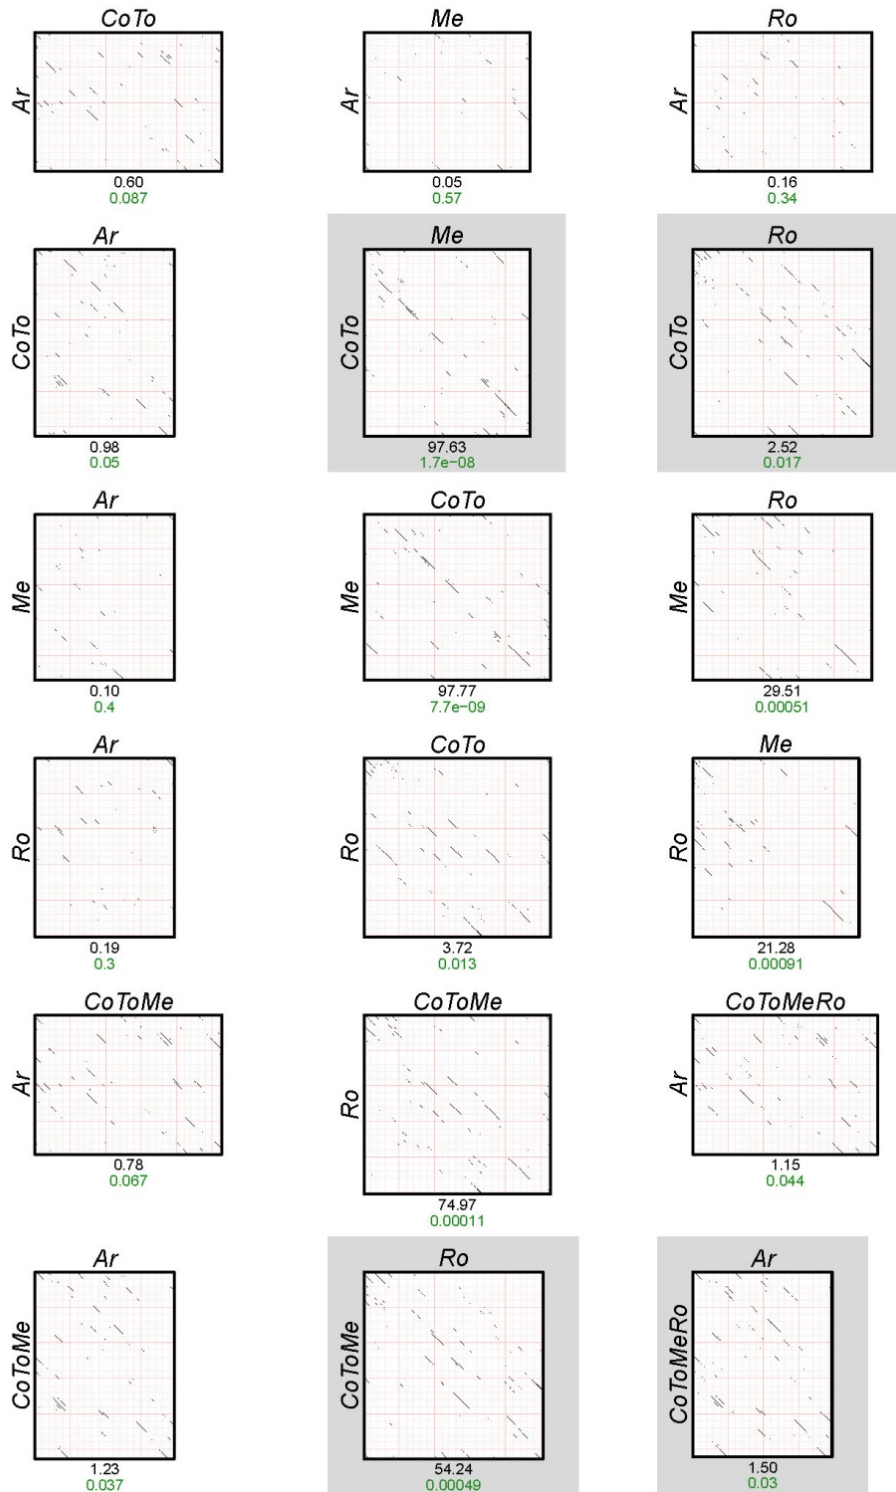 CoTo Me Ro
Ar Ar Ar
0.60 0.05 0.16
0.087 0.57 0.34
Ar Me Ro
CoTo CoTo CoTo
0.98 97.63 2.52
0.05 1.7e−08 0.017
Ar CoTo Ro
Me Me Me
0.10 97.77 29.51
0.4 7.7e−09 0.00051
Ar CoTo Me
Ro Ro Ro
0.19 3.72 21.28
0.3 0.013 0.00091
CoToMe CoToMe CoToMeRo
Ar Ro Ar
0.78 74.97 1.15
0.067 0.00011 0.044
Ar Ro Ar
CoToMe CoToMe CoToMeRo
1.23 54.24 1.50
0.037 0.00049 0.03